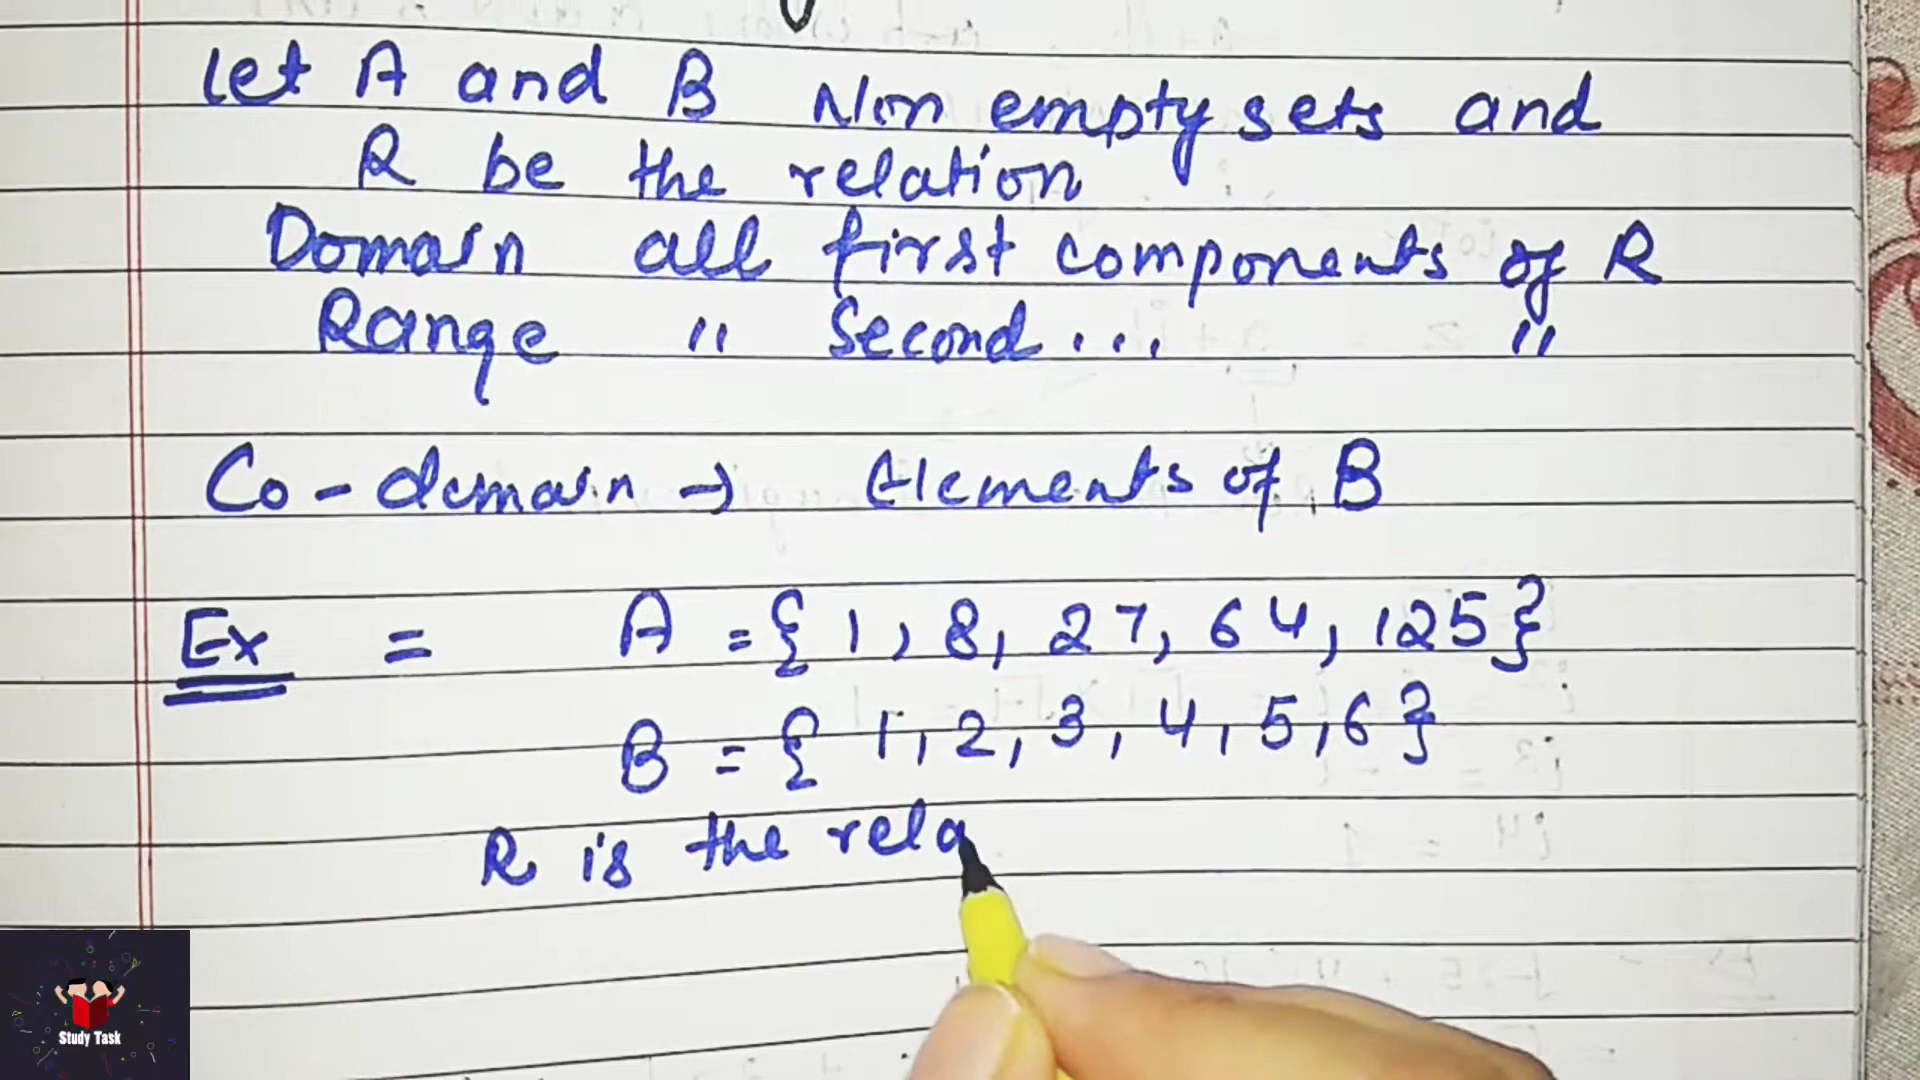 let A and B Non empty sets and
R be the relation
Domain all first components of R
Range " Second ... "
Co-domain → Elements of B
Ex = A = { 1, 8, 27, 64, 125}
B = { 1, 2, 3, 4, 5, 6 }
R is the rela
Study Task